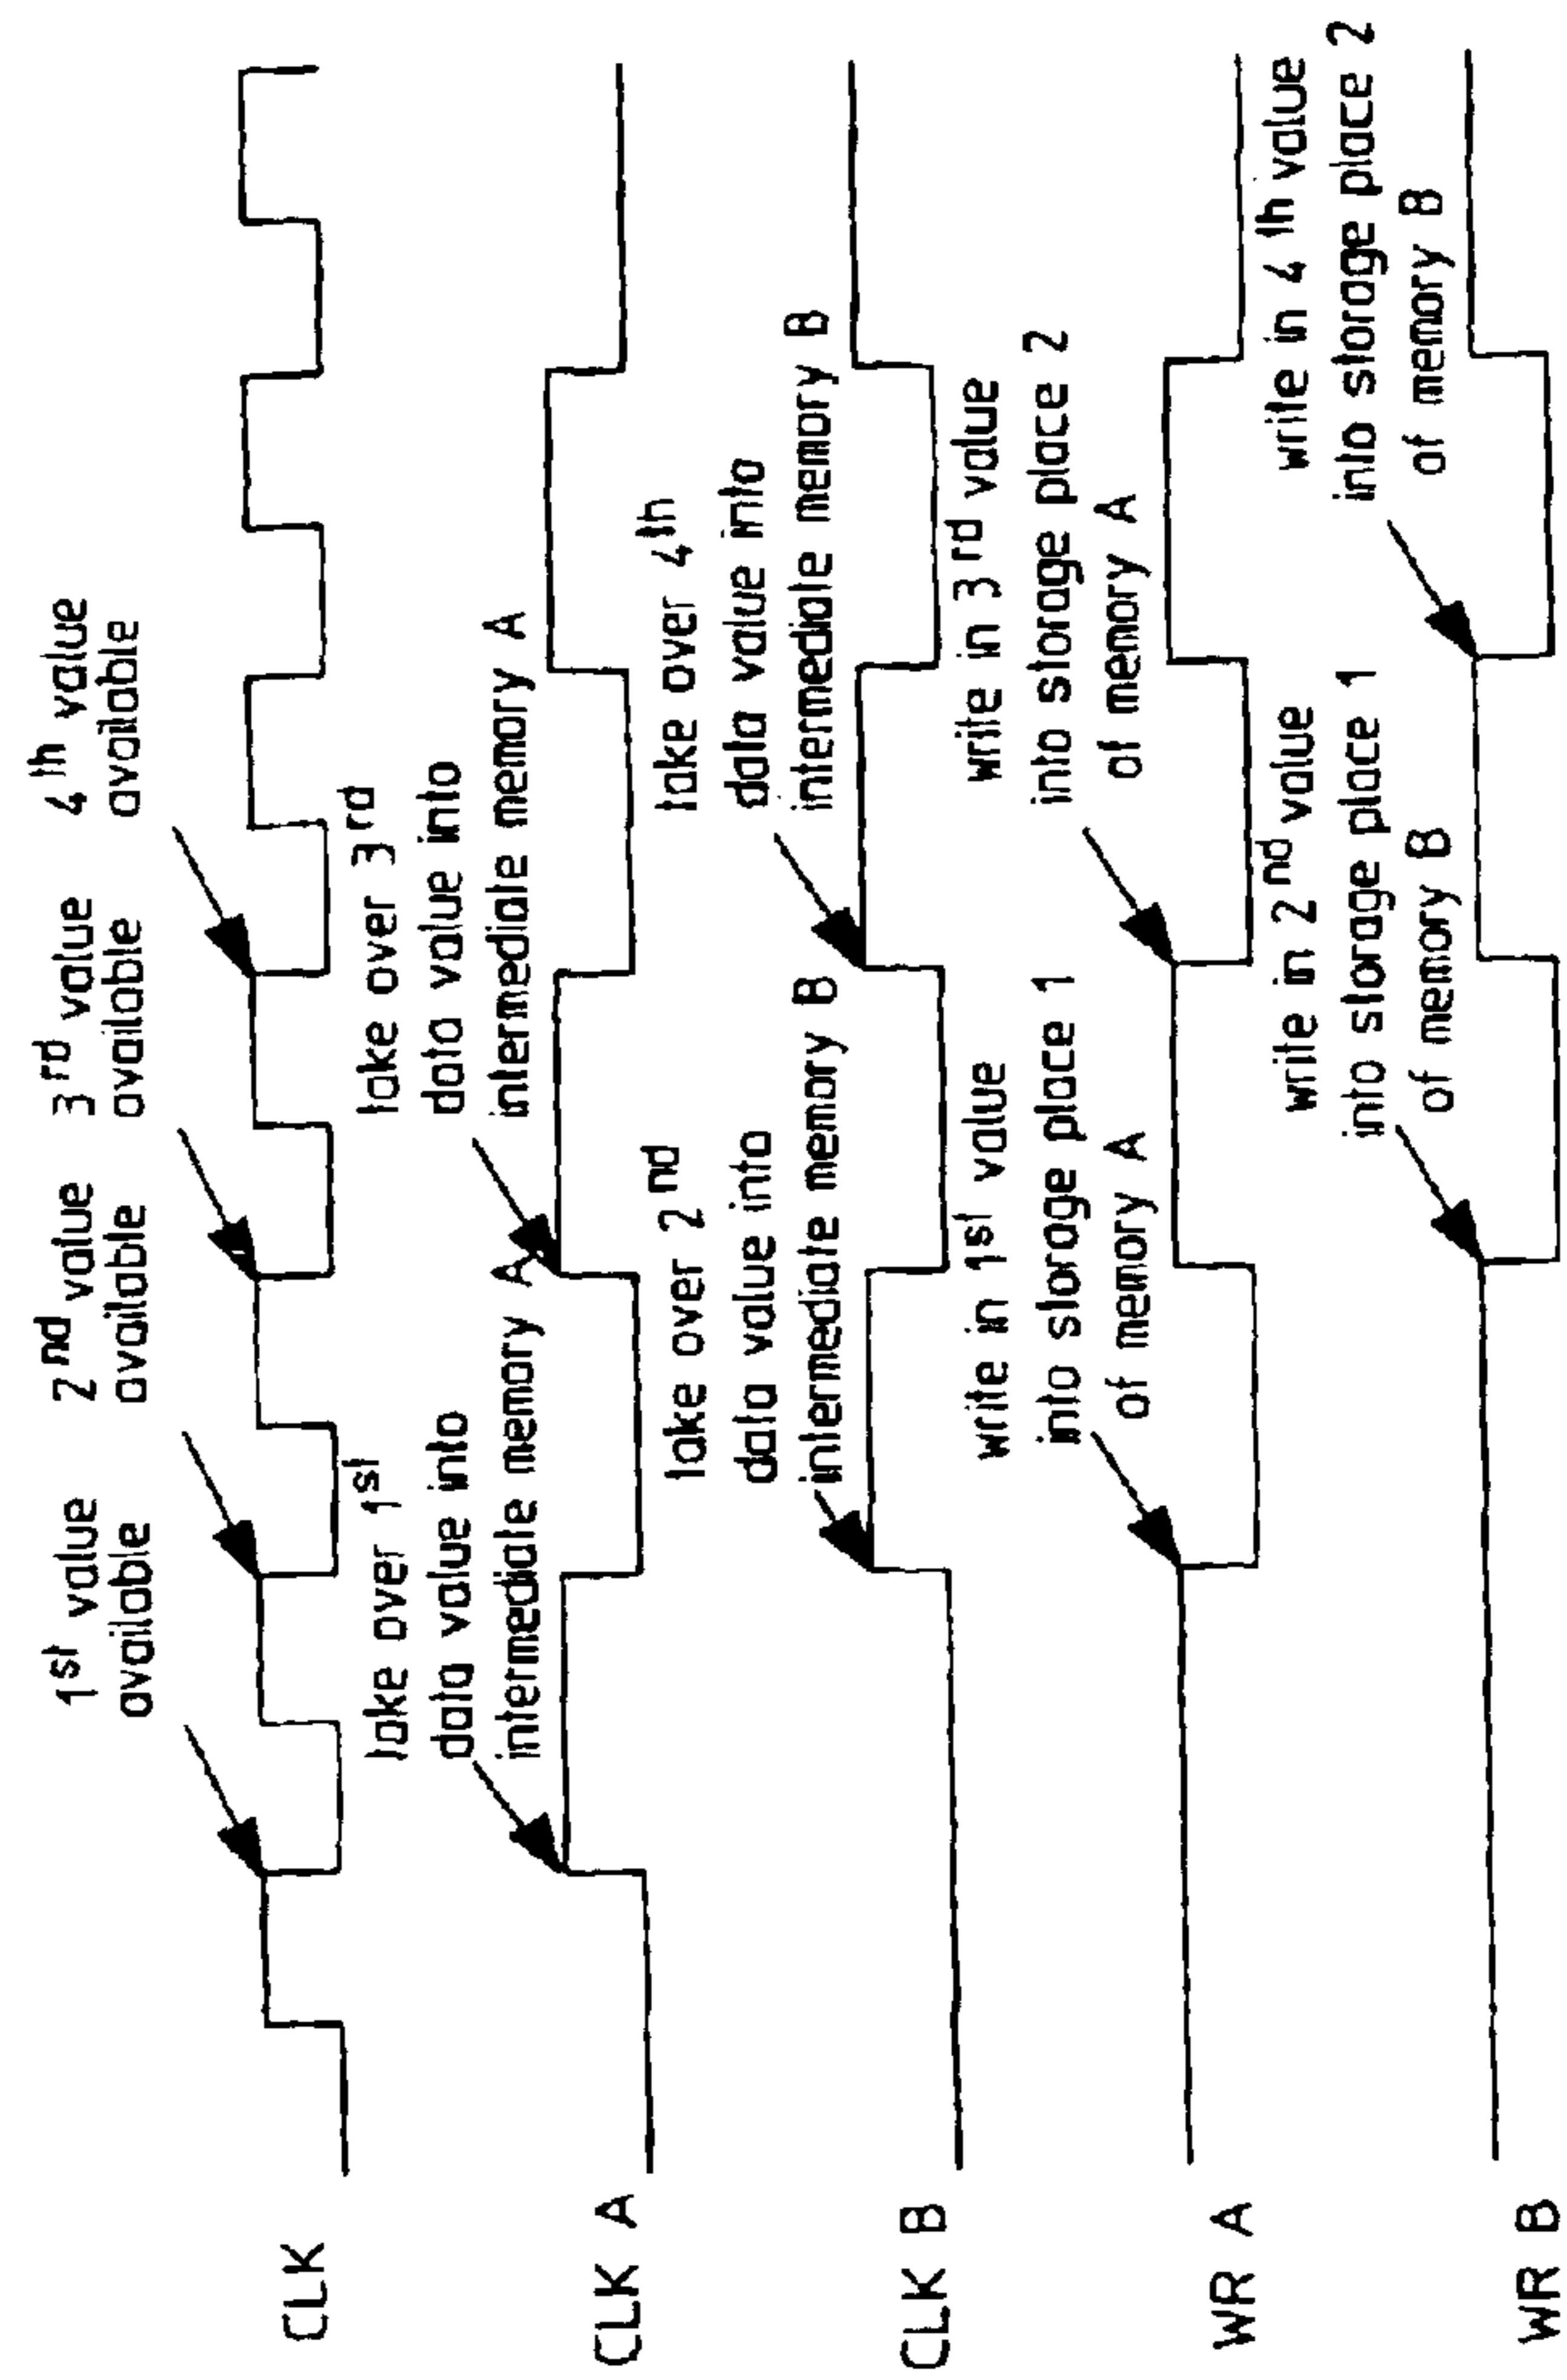 1st value
available
2nd value
available
3rd value
available
4th value
available
CLK
take over 1st
data value into
intermediate memory A
take over 3rd
data value into
intermediate memory A
CLK A
take over 2nd
data value into
intermediate memory B
take over 4th
data value into
intermediate memory B
CLK B
write in 1st value
into storage place 1
of memory A
write in 3rd value
into storage place 2
of memory A
WR A
write in 2nd value
into storage place 1
of memory B
write in 4th value
into storage place 2
of memory B
WR B